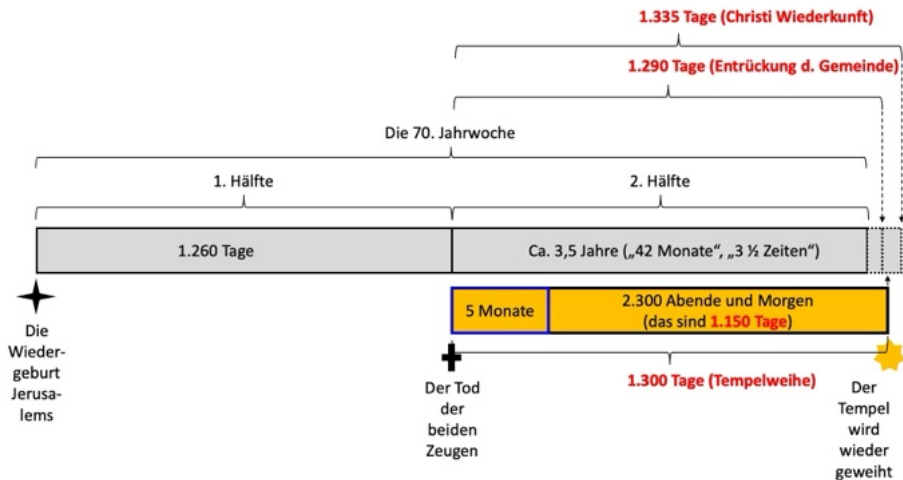 1.335 Tage (Christi Wiederkunft)
1.290 Tage (Entrückung d. Gemeinde)
Die 70. Jahrwoche
1. Hälfte
2. Hälfte
1.260 Tage
Ca. 3,5 Jahre („42 Monate“, „3 ½ Zeiten“)
5 Monate
2.300 Abende und Morgen
(das sind 1.150 Tage)
1.300 Tage (Tempelweihe)
Die
Wieder-
geburt
Jerusa-
lems
Der Tod
der
beiden
Zeugen
Der
Tempel
wird
wieder
geweiht